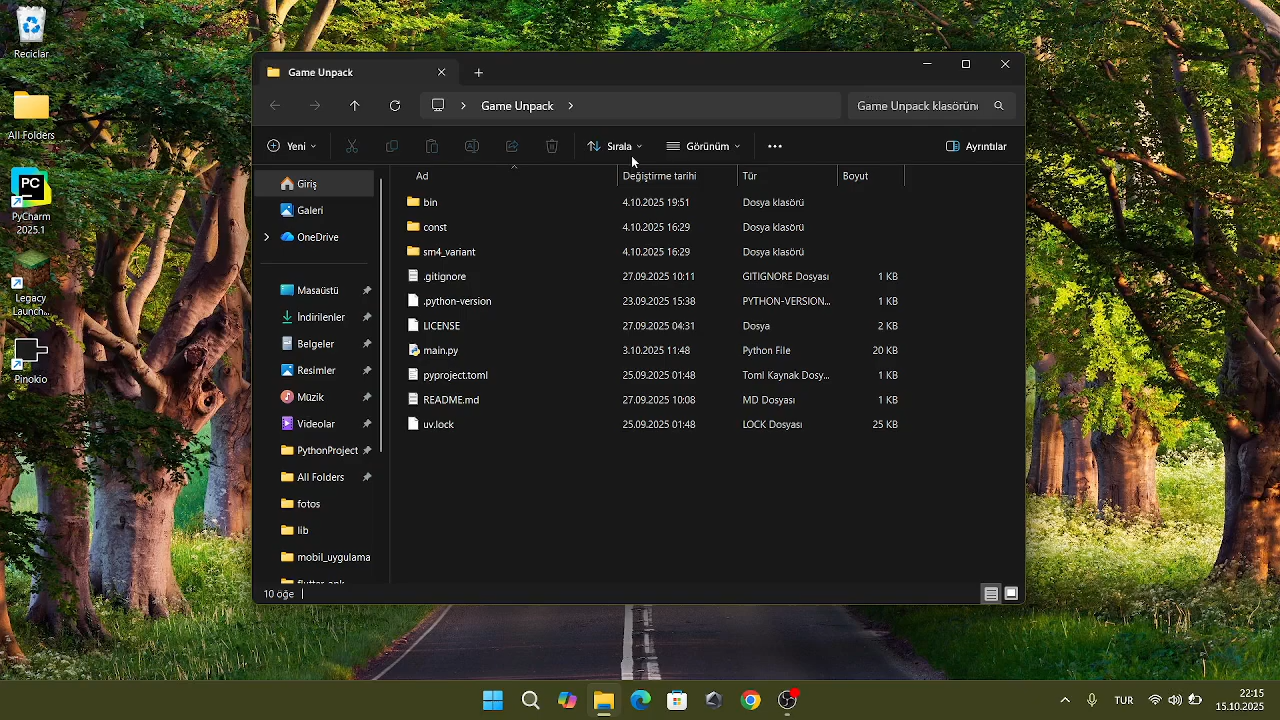 Reciclar
All Folders
PyCharm
2025.1
Legacy
Launch...
Pinokio
PC
Game Unpack
Game Unpack
Game Unpack klasörün
Yeni
Sırala
Görünüm
Ayrıntılar
Giriş
Galeri
OneDrive
Masaüstü
İndirilenler
Belgeler
Resimler
Müzik
Videolar
PythonProject
All Folders
fotos
lib
mobil_uygulama
Ad Değiştirme tarihi Tür Boyut
bin 4.10.2025 19:51 Dosya klasörü
const 4.10.2025 16:29 Dosya klasörü
sm4_variant 4.10.2025 16:29 Dosya klasörü
.gitignore 27.09.2025 10:11 GITIGNORE Dosyası 1 KB
.python-version 23.09.2025 15:38 PYTHON-VERSION... 1 KB
LICENSE 27.09.2025 04:31 Dosya 2 KB
main.py 3.10.2025 11:48 Python File 20 KB
pyproject.toml 25.09.2025 01:48 Toml Kaynak Dosy... 1 KB
README.md 27.09.2025 10:08 MD Dosyası 1 KB
uv.lock 25.09.2025 01:48 LOCK Dosyası 25 KB
10 öğe
TUR
22:15
15.10.2025